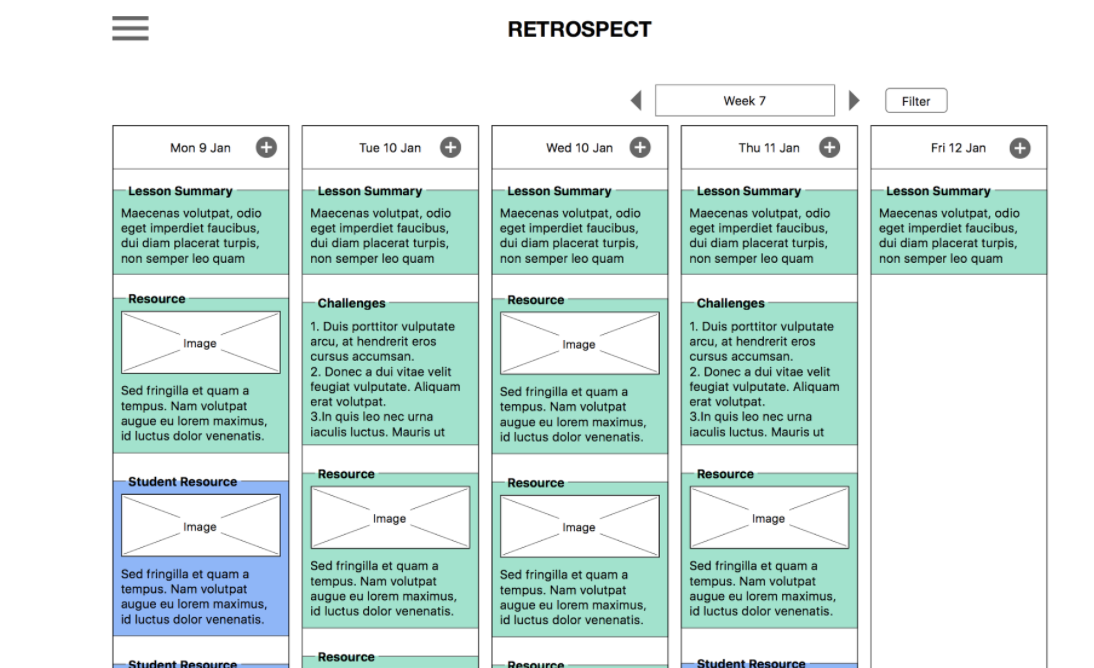 RETROSPECT
Week 7
Filter
Mon 9 Jan
Lesson Summary
Maecenas volutpat, odio
eget imperdiet faucibus,
dui diam placerat turpis,
non semper leo quam
Resource
Image
Sed fringilla et quam a
tempus. Nam volutpat
augue eu lorem maximus,
id luctus dolor venenatis.
Student Resource
Image
Sed fringilla et quam a
tempus. Nam volutpat
augue eu lorem maximus,
id luctus dolor venenatis.
Student Resource
Tue 10 Jan
Lesson Summary
Maecenas volutpat, odio
eget imperdiet faucibus,
dui diam placerat turpis,
non semper leo quam
Challenges
1. Duis porttitor vulputate
arcu, at hendrerit eros
cursus accumsan.
2. Donec a dui vitae velit
feugiat vulputate. Aliquam
erat volutpat.
3.In quis leo nec urna
iaculis luctus. Mauris ut
Resource
Image
Sed fringilla et quam a
tempus. Nam volutpat
augue eu lorem maximus,
id luctus dolor venenatis.
Resource
Wed 10 Jan
Lesson Summary
Maecenas volutpat, odio
eget imperdiet faucibus,
dui diam placerat turpis,
non semper leo quam
Resource
Image
Sed fringilla et quam a
tempus. Nam volutpat
augue eu lorem maximus,
id luctus dolor venenatis.
Resource
Image
Sed fringilla et quam a
tempus. Nam volutpat
augue eu lorem maximus,
id luctus dolor venenatis.
Resource
Thu 11 Jan
Lesson Summary
Maecenas volutpat, odio
eget imperdiet faucibus,
dui diam placerat turpis,
non semper leo quam
Challenges
1. Duis porttitor vulputate
arcu, at hendrerit eros
cursus accumsan.
2. Donec a dui vitae velit
feugiat vulputate. Aliquam
erat volutpat.
3.In quis leo nec urna
iaculis luctus. Mauris ut
Resource
Image
Sed fringilla et quam a
tempus. Nam volutpat
augue eu lorem maximus,
id luctus dolor venenatis.
Student Resource
Fri 12 Jan
Lesson Summary
Maecenas volutpat, odio
eget imperdiet faucibus,
dui diam placerat turpis,
non semper leo quam